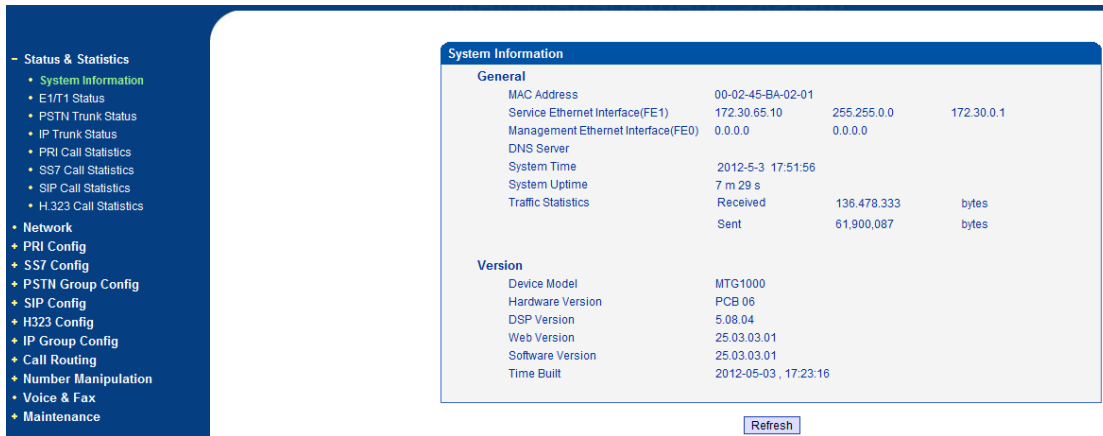 − Status & Statistics
• System Information
• E1/T1 Status
• PSTN Trunk Status
• IP Trunk Status
• PRI Call Statistics
• SS7 Call Statistics
• SIP Call Statistics
• H.323 Call Statistics
• Network
+ PRI Config
+ SS7 Config
+ PSTN Group Config
+ SIP Config
+ H323 Config
+ IP Group Config
+ Call Routing
+ Number Manipulation
• Voice & Fax
+ Maintenance
System Information
General
MAC Address 00-02-45-BA-02-01
Service Ethernet Interface(FE1) 172.30.65.10 255.255.0.0 172.30.0.1
Management Ethernet Interface(FE0) 0.0.0.0 0.0.0.0
DNS Server
System Time 2012-5-3 17:51:56
System Uptime 7 m 29 s
Traffic Statistics Received 136.478.333 bytes
Sent 61,900,087 bytes
Version
Device Model MTG1000
Hardware Version PCB 06
DSP Version 5.08.04
Web Version 25.03.03.01
Software Version 25.03.03.01
Time Built 2012-05-03 , 17:23:16
Refresh